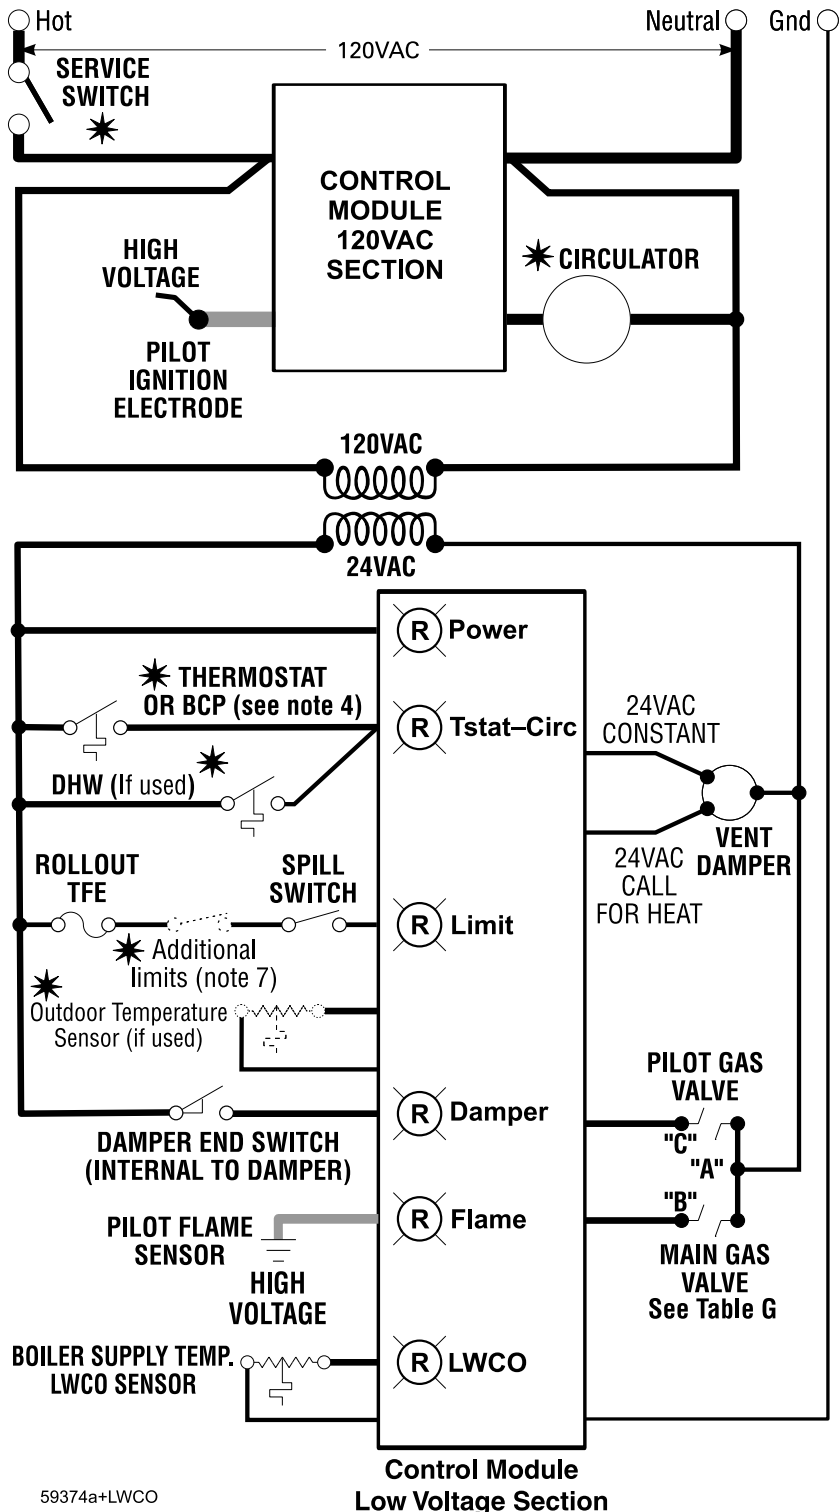 Hot
Neutral
Gnd
120VAC
SERVICE
SWITCH
CONTROL
MODULE
120VAC
SECTION
HIGH
VOLTAGE
CIRCULATOR
PILOT
IGNITION
ELECTRODE
120VAC
24VAC
R Power
THERMOSTAT
OR BCP (see note 4)
R Tstat–Circ
24VAC
CONSTANT
DHW (If used)
VENT
DAMPER
24VAC
CALL
FOR HEAT
ROLLOUT
TFE
SPILL
SWITCH
R Limit
Additional
limits (note 7)
Outdoor Temperature
Sensor (if used)
PILOT GAS
VALVE
R Damper
"C"
"A"
"B"
DAMPER END SWITCH
(INTERNAL TO DAMPER)
R Flame
PILOT FLAME
SENSOR
HIGH
VOLTAGE
MAIN GAS
VALVE
See Table G
BOILER SUPPLY TEMP.
LWCO SENSOR
R LWCO
Control Module
Low Voltage Section
59374a+LWCO